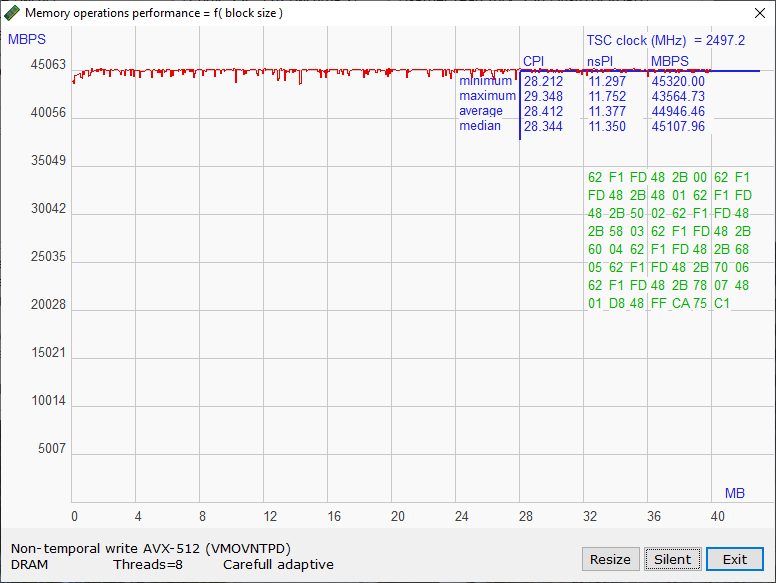 Memory operations performance = f( block size )
MBPS
TSC clock (MHz) = 2497.2
CPI nsPI MBPS
45063
minimum 28.212 11.297 45320.00
maximum 29.348 11.752 43564.73
average 28.412 11.377 44946.46
median 28.344 11.350 45107.96
40056
35049
30042
25035
20028
15021
10014
5007
62 F1 FD 48 2B 00 62 F1
FD 48 2B 48 01 62 F1 FD
48 2B 50 02 62 F1 FD 48
2B 58 03 62 F1 FD 48 2B
60 04 62 F1 FD 48 2B 68
05 62 F1 FD 48 2B 70 06
62 F1 FD 48 2B 78 07 48
01 D8 48 FF CA 75 C1
MB
0 4 8 12 16 20 24 28 32 36 40
Non-temporal write AVX-512 (VMOVNTPD)
DRAM Threads=8 Carefull adaptive
Resize Silent Exit